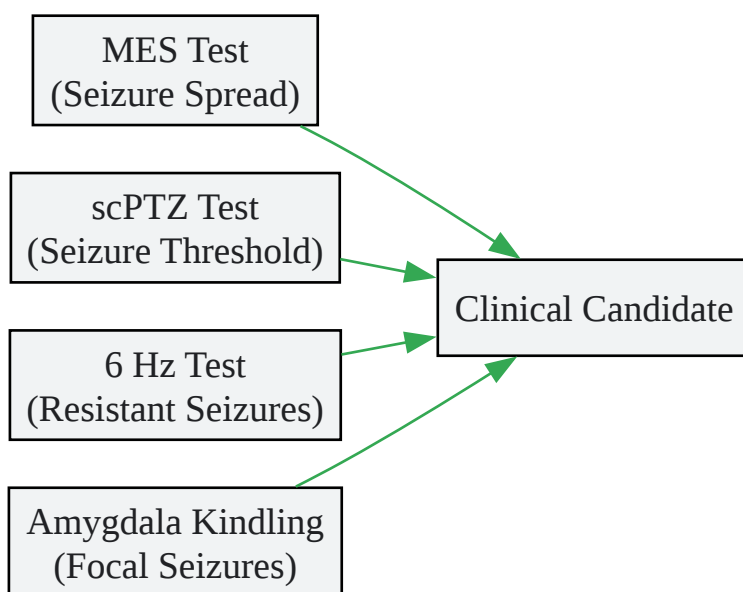 MES Test
(Seizure Spread)
scPTZ Test
(Seizure Threshold)
Clinical Candidate
6 Hz Test
(Resistant Seizures)
Amygdala Kindling
(Focal Seizures)